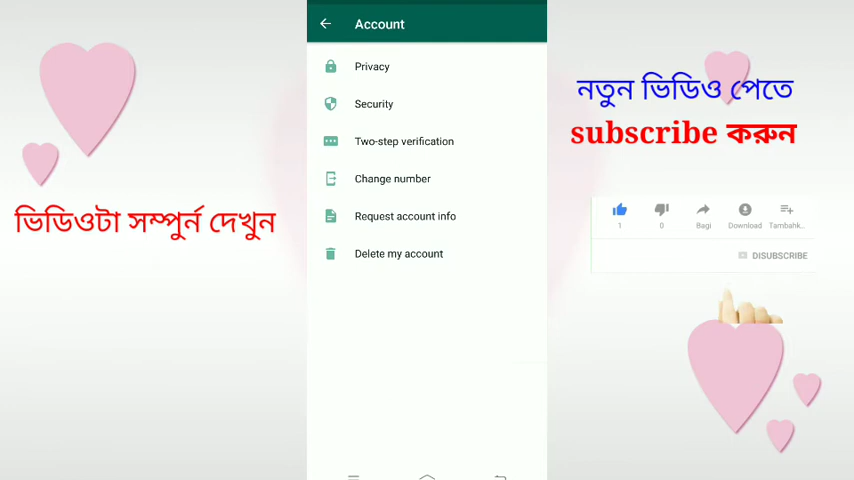 Account
Privacy
Security
Two-step verification
Change number
Request account info
Delete my account
ভিডিওটা সম্পুর্ন দেখুন
নতুন ভিডিও পেতে
subscribe করুন
1 0 Bagi Download Tambahk...
DISUBSCRIBE